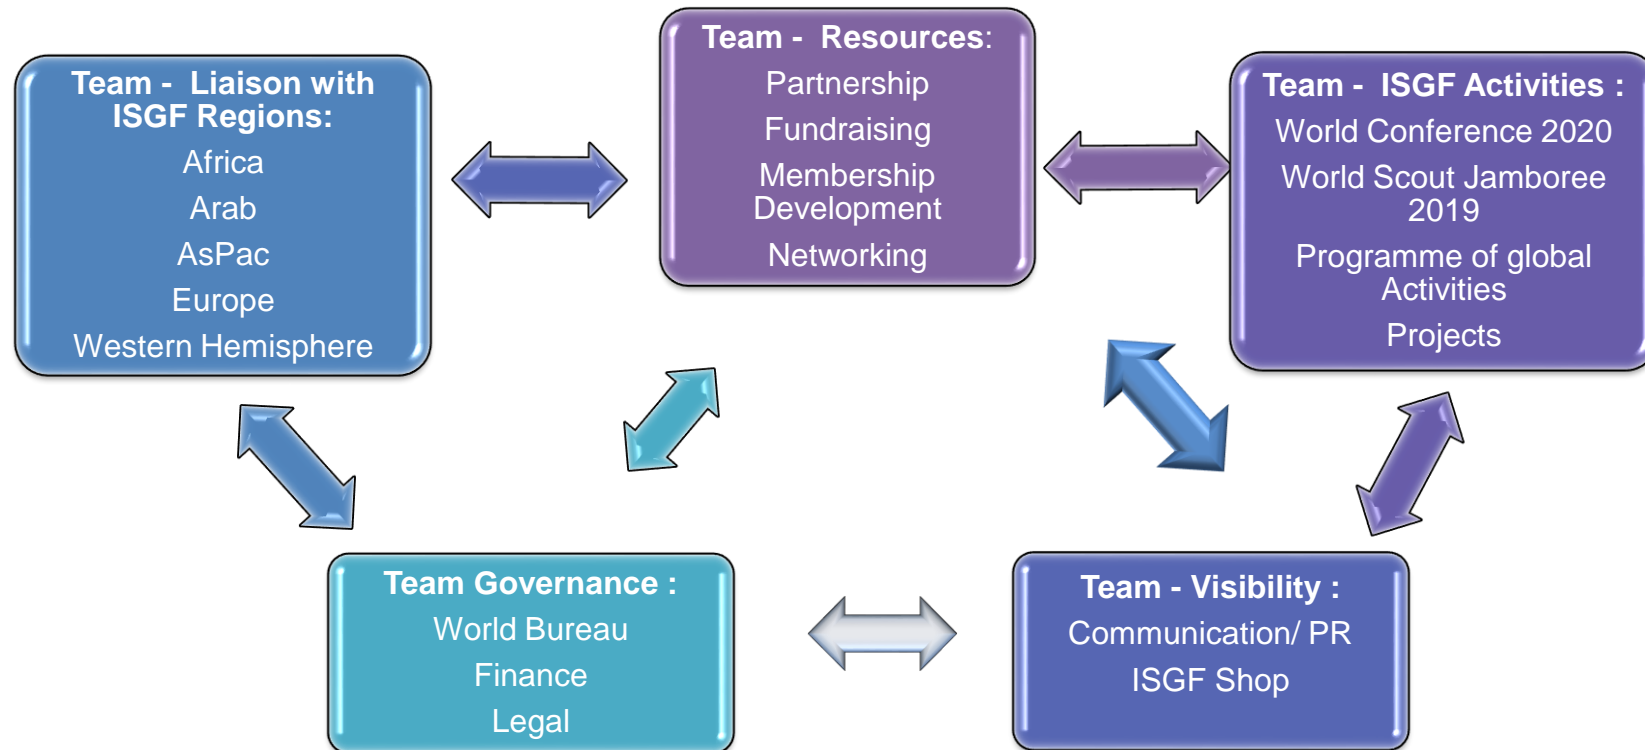 Team -  Liaison with
ISGF Regions:
Africa
Arab
AsPac
Europe
Western Hemisphere
Team -  Resources:
Partnership
Fundraising
Membership
Development
Networking
Team -  ISGF Activities :
World Conference 2020
World Scout Jamboree
2019
Programme of global
Activities
Projects
Team Governance :
World Bureau
Finance
Legal
Team - Visibility :
Communication/ PR
ISGF Shop